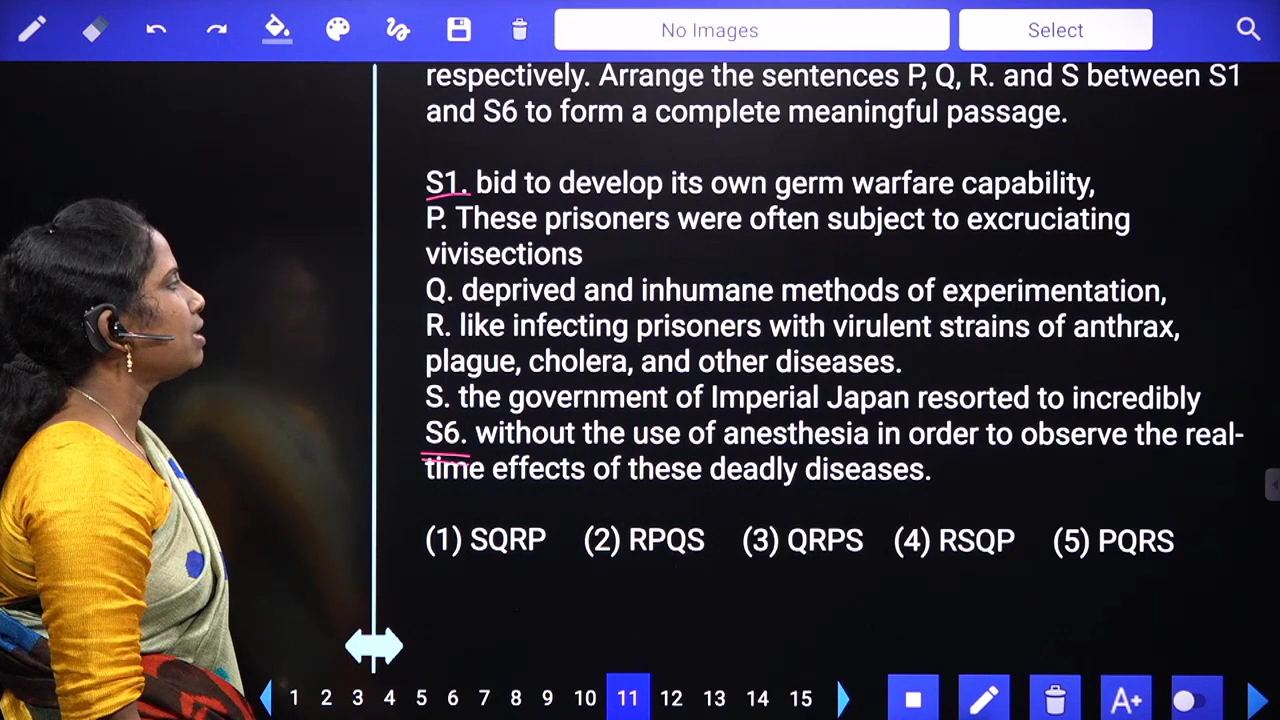 No Images
Select
respectively. Arrange the sentences P, Q, R. and S between S1
and S6 to form a complete meaningful passage.
S1. bid to develop its own germ warfare capability,
P. These prisoners were often subject to excruciating
vivisections
Q. deprived and inhumane methods of experimentation,
R. like infecting prisoners with virulent strains of anthrax,
plague, cholera, and other diseases.
S. the government of Imperial Japan resorted to incredibly
S6. without the use of anesthesia in order to observe the real-
time effects of these deadly diseases.
(1) SQRP (2) RPQS (3) QRPS (4) RSQP (5) PQRS
1 2 3 4 5 6 7 8 9 10 11 12 13 14 15
A+